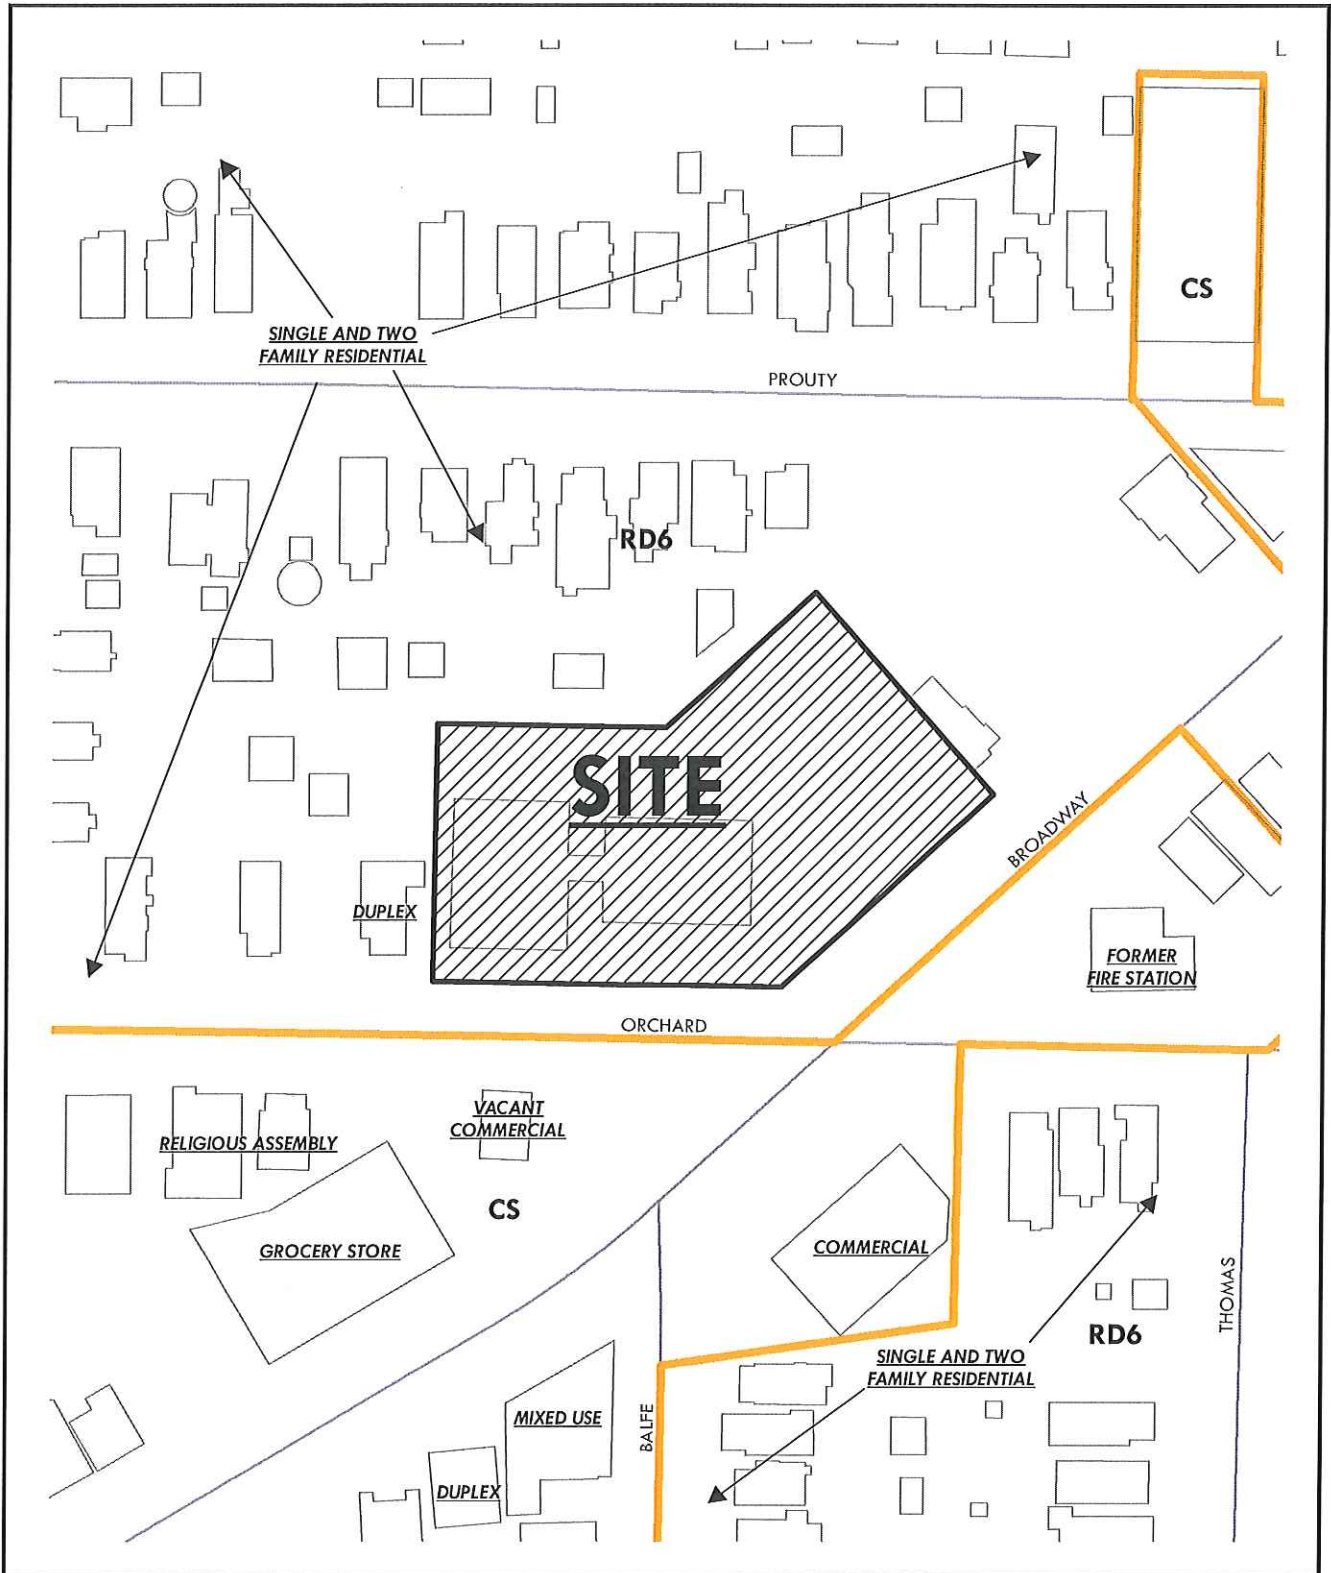 CS
SINGLE AND TWO
FAMILY RESIDENTIAL
PROUTY
RD6
SITE
BROADWAY
DUPLEX
FORMER
FIRE STATION
ORCHARD
VACANT
COMMERCIAL
RELIGIOUS ASSEMBLY
CS
GROCERY STORE
COMMERCIAL
THOMAS
RD6
SINGLE AND TWO
FAMILY RESIDENTIAL
MIXED USE
BALFE
DUPLEX